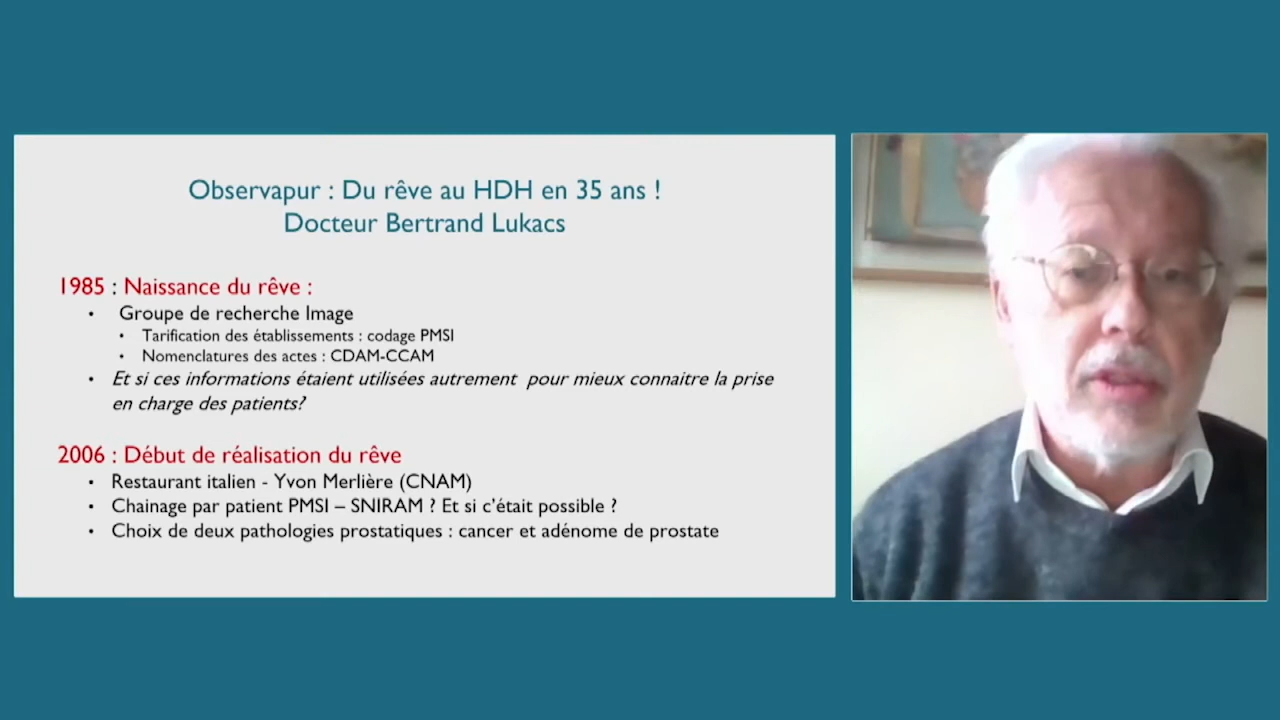 Observapur : Du rêve au HDH en 35 ans !
Docteur Bertrand Lukacs
1985 : Naissance du rêve :
• Groupe de recherche Image
• Tarification des établissements : codage PMSI
• Nomenclatures des actes : CDAM-CCAM
• Et si ces informations étaient utilisées autrement pour mieux connaitre la prise
en charge des patients?
2006 : Début de réalisation du rêve
• Restaurant italien - Yvon Merlière (CNAM)
• Chainage par patient PMSI – SNIRAM ? Et si c'était possible ?
• Choix de deux pathologies prostatiques : cancer et adénome de prostate